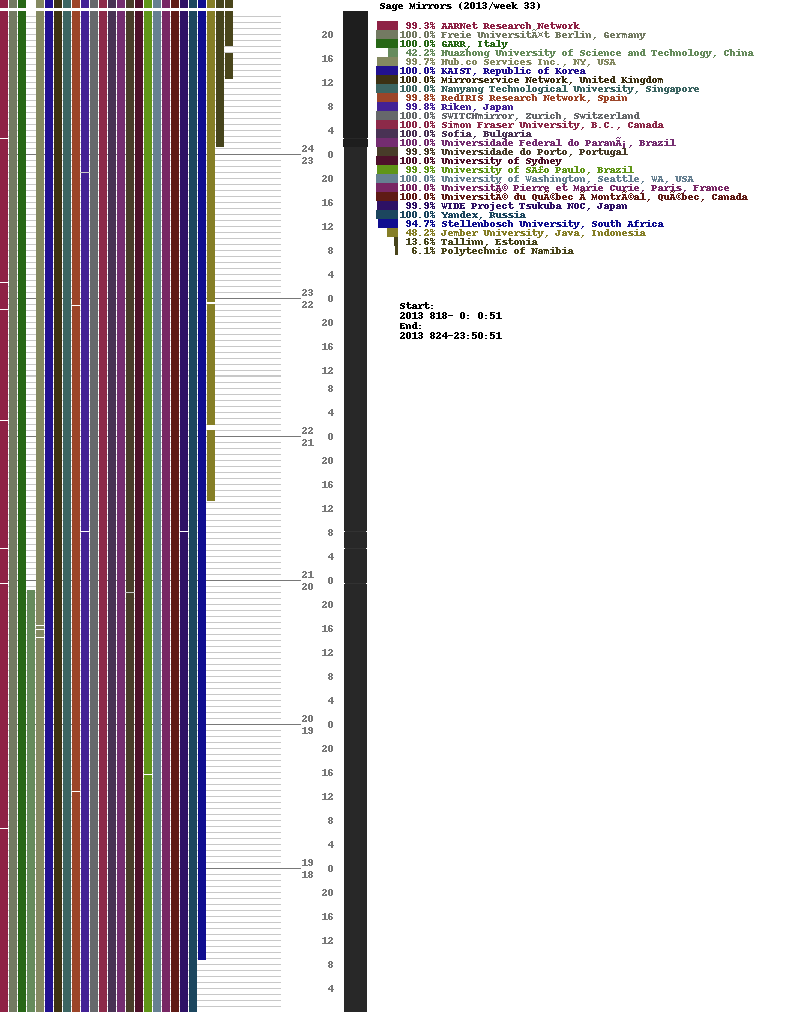 Sage Mirrors (2013/week 33)
99.3% AARNet Research Network
100.0% Freie UniversitÃ¤t Berlin, Germany
100.0% GARR, Italy
42.2% Huazhong University of Science and Technology, China
99.7% Hub.co Services Inc., NY, USA
100.0% KAIST, Republic of Korea
100.0% Mirrorservice Network, United Kingdom
100.0% Nanyang Technological University, Singapore
99.8% RedIRIS Research Network, Spain
99.8% Riken, Japan
100.0% SWITCHmirror, Zurich, Switzerland
100.0% Simon Fraser University, B.C., Canada
100.0% Sofia, Bulgaria
100.0% Universidade Federal do ParanÃ¡, Brazil
99.9% Universidade do Porto, Portugal
100.0% University of Sydney
99.9% University of SÃ£o Paulo, Brazil
100.0% University of Washington, Seattle, WA, USA
100.0% UniversitÃ© Pierre et Marie Curie, Paris, France
100.0% UniversitÃ© du QuÃ©bec Ã MontrÃ©al, QuÃ©bec, Canada
99.9% WIDE Project Tsukuba NOC, Japan
100.0% Yandex, Russia
94.7% Stellenbosch University, South Africa
48.2% Jember University, Java, Indonesia
13.6% Tallinn, Estonia
6.1% Polytechnic of Namibia
Start:
2013 818- 0: 0:51
End:
2013 824-23:50:51
20
16
12
8
4
24
0
23
20
16
12
8
4
23
0
22
20
16
12
8
4
22
0
21
20
16
12
8
4
21
0
20
20
16
12
8
4
20
0
19
20
16
12
8
4
19
0
18
20
16
12
8
4